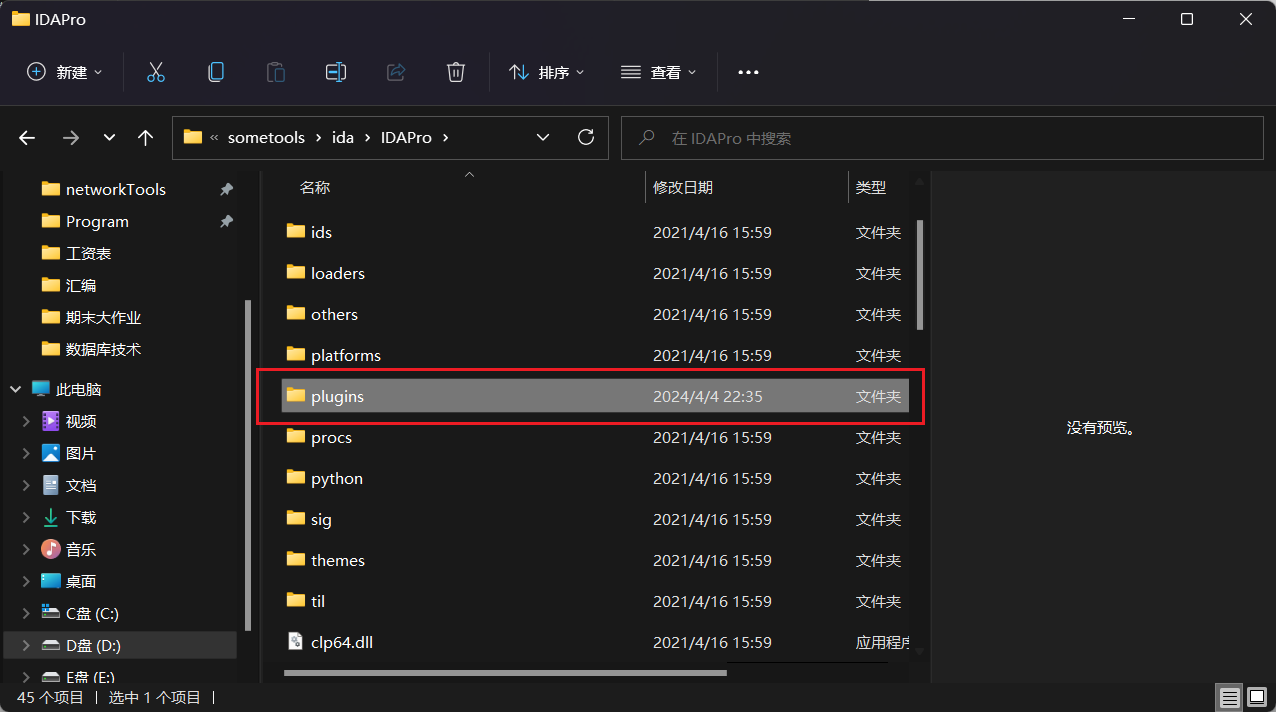 IDAPro
新建 排序 查看
« sometools › ida › IDAPro › 在 IDAPro 中搜索
networkTools
Program
工资表
汇编
期末大作业
数据库技术
此电脑
视频
图片
文档
下载
音乐
桌面
C盘 (C:)
D盘 (D:)
E盘 (E:)
名称 修改日期 类型
ids 2021/4/16 15:59 文件夹
loaders 2021/4/16 15:59 文件夹
others 2021/4/16 15:59 文件夹
platforms 2021/4/16 15:59 文件夹
plugins 2024/4/4 22:35 文件夹
procs 2021/4/16 15:59 文件夹
python 2021/4/16 15:59 文件夹
sig 2021/4/16 15:59 文件夹
themes 2021/4/16 15:59 文件夹
til 2021/4/16 15:59 文件夹
clp64.dll 2021/4/16 15:59 应用程序
没有预览。
45 个项目 | 选中 1 个项目 |